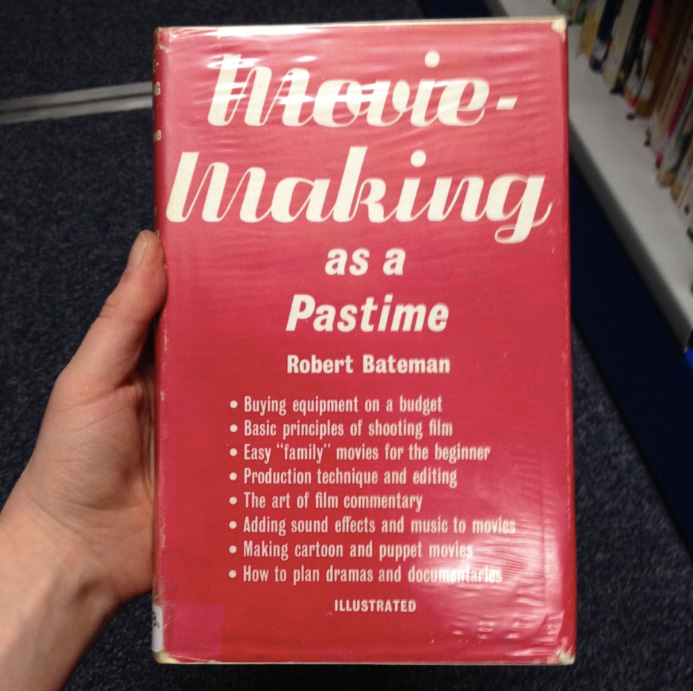 Movie-
Making
as a
Pastime
Robert Bateman
• Buying equipment on a budget
• Basic principles of shooting film
• Easy "family" movies for the beginner
• Production technique and editing
• The art of film commentary
• Adding sound effects and music to movies
• Making cartoon and puppet movies
• How to plan dramas and documentaries
ILLUSTRATED